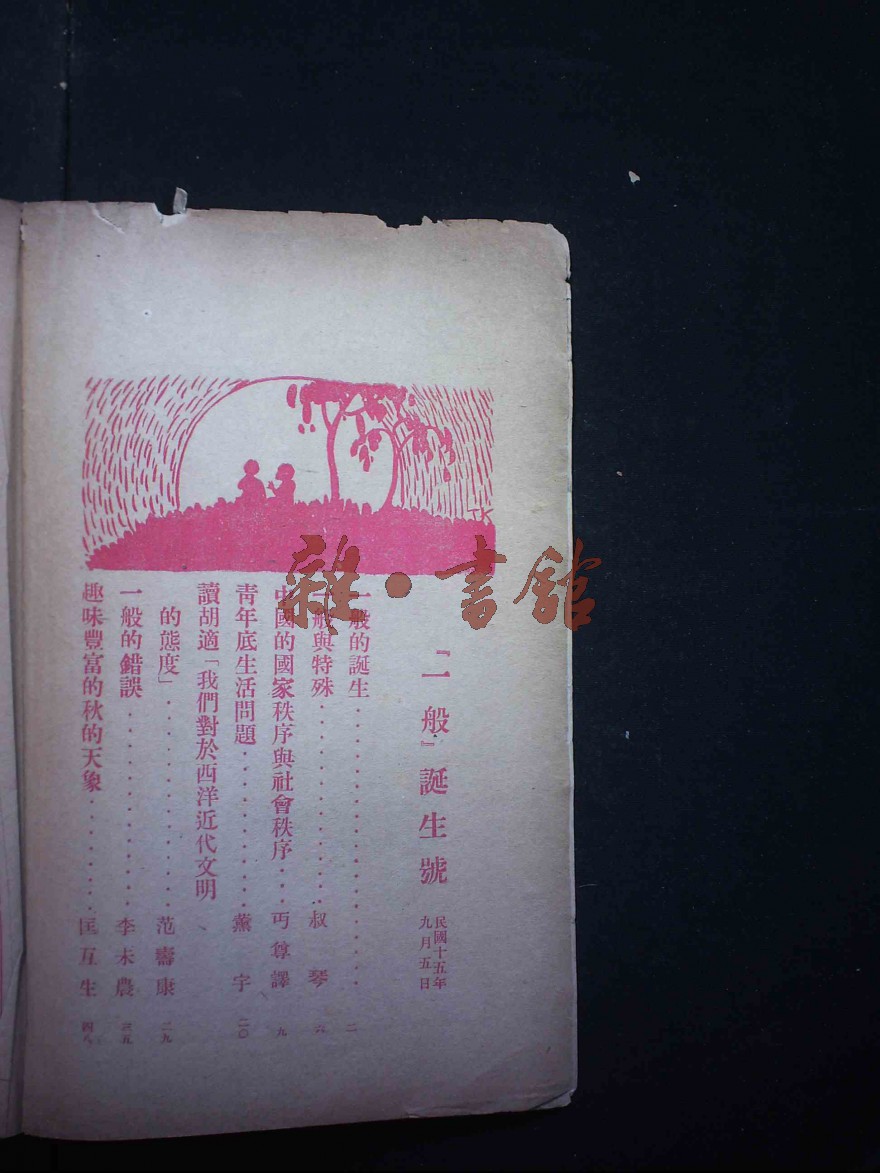 TK
雜·書館
『一般』誕生號
民國十五年
九月五日
一般的誕生……………………二
一般與特殊……………………叔琴 六
中國的國家秩序與社會秩序…丏尊譯 九
青年底生活問題………………薰宇 二〇
讀胡適「我們對於西洋近代文明
的態度」………………………范壽康 二九
一般的錯誤……………………李未農 三五
趣味豐富的秋的天象…………匡互生 四八